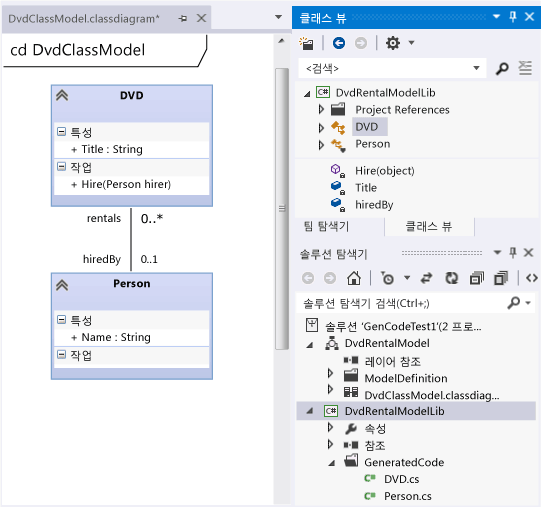 DvdClassModel.classdiagram*
cd DvdClassModel
DVD
특성
+ Title : String
작업
+ Hire(Person hirer)
rentals 0..*
hiredBy 0..1
Person
특성
+ Name : String
작업
클래스 뷰
<검색>
DvdRentalModelLib
Project References
DVD
Person
Hire(object)
Title
hiredBy
팀 탐색기 클래스 뷰
솔루션 탐색기
솔루션 탐색기 검색(Ctrl+;)
솔루션 'GenCodeTest1'(2 프로...
DvdRentalModel
레이어 참조
ModelDefinition
DvdClassModel.classdiag...
C# DvdRentalModelLib
속성
참조
GeneratedCode
C# DVD.cs
C# Person.cs